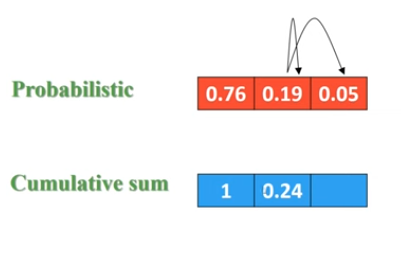 Probabilistic 0.76 0.19 0.05
Cumulative sum 1 0.24